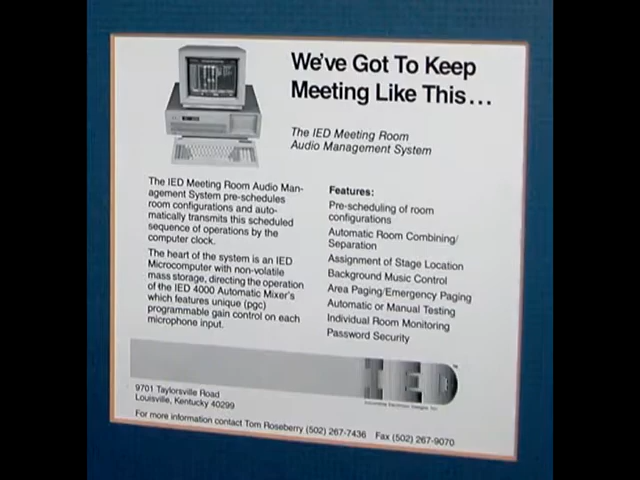 We've Got To Keep
Meeting Like This...
The IED Meeting Room
Audio Management System
The IED Meeting Room Audio Man-
agement System pre-schedules
room configurations and auto-
matically transmits this scheduled
sequence of operations by the
computer clock.
The heart of the system is an IED
Microcomputer with non-volatile
mass storage, directing the operation
of the IED 4000 Automatic Mixer's
which features unique (pgc)
programmable gain control on each
microphone input.
Features:
Pre-scheduling of room
configurations
Automatic Room Combining/
Separation
Assignment of Stage Location
Background Music Control
Area Paging/Emergency Paging
Automatic or Manual Testing
Individual Room Monitoring
Password Security
IED
9701 Taylorsville Road
Louisville, Kentucky 40299
For more information contact Tom Roseberry (502) 267-7436 Fax (502) 267-9070